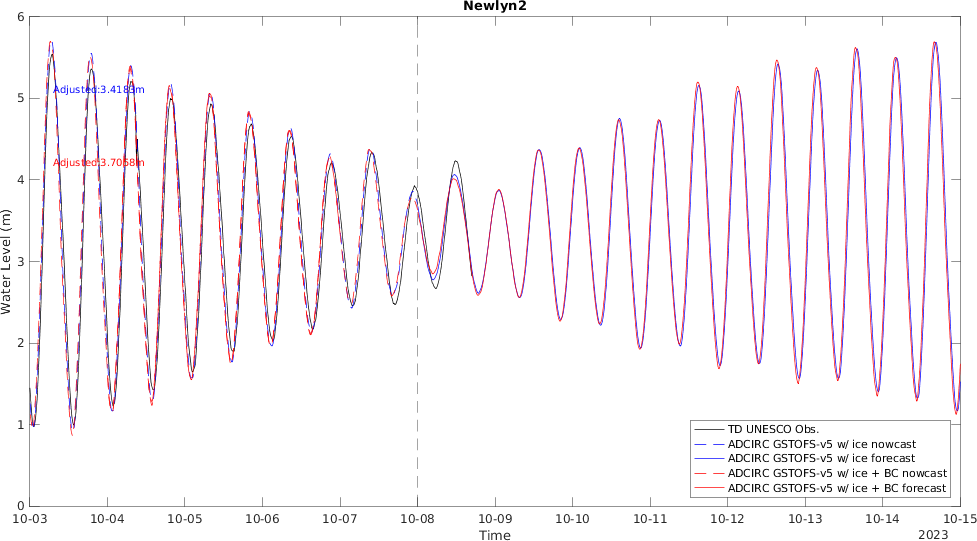 Newlyn2
6
5
4
3
2
1
0
Water Level (m)
Adjusted:3.4183m
Adjusted:3.7058m
TD UNESCO Obs.
ADCIRC GSTOFS-v5 w/ ice nowcast
ADCIRC GSTOFS-v5 w/ ice forecast
ADCIRC GSTOFS-v5 w/ ice + BC nowcast
ADCIRC GSTOFS-v5 w/ ice + BC forecast
10-03 10-04 10-05 10-06 10-07 10-08 10-09 10-10 10-11 10-12 10-13 10-14 10-15
Time
2023